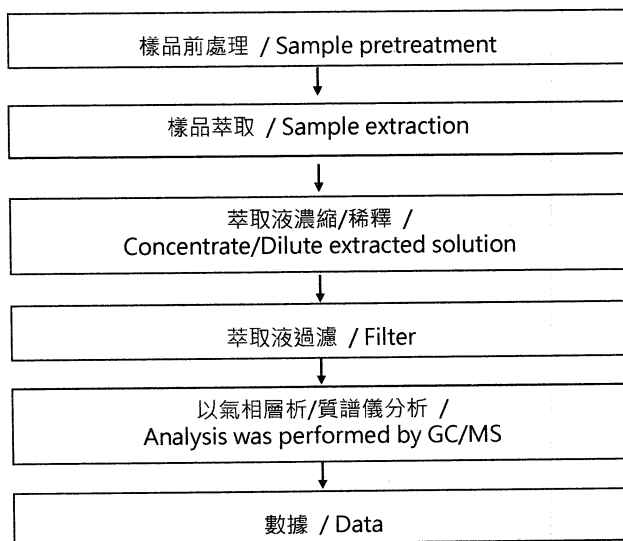 樣品前處理 / Sample pretreatment
樣品萃取 / Sample extraction
萃取液濃縮/稀釋 /
Concentrate/Dilute extracted solution
萃取液過濾 / Filter
以氣相層析/質譜儀分析 /
Analysis was performed by GC/MS
數據 / Data